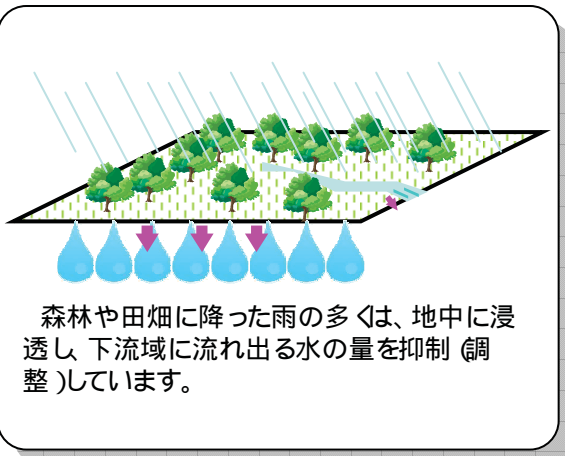 森林や田畑に降った雨の多くは、地中に浸
透し、下流域に流れ出る水の量を抑制(調
整)しています。